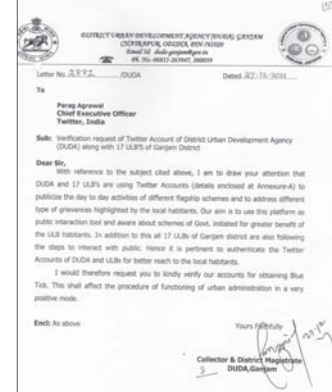 DISTRICT URBAN DEVELOPMENT AGENCY (DUDA), GANJAM
CHATRAPUR, ODISHA, PIN-761020
Email Id
Letter No. 2892 /DUDA Dated 27-12-2021
To
Parag Agrawal
Chief Executive Officer
Twitter, India
Sub: Verification request of Twitter Account of District Urban Development Agency
(DUDA) along with 17 ULB'S of Ganjam District
Dear Sir,
With reference to the subject cited above, I am to draw your attention that
DUDA and 17 ULB's are using Twitter Accounts (details enclosed at Annexure-A) to
publicize the day to day activities of different flagship schemes and to address different
type of grievances highlighted by the local habitants. Our aim is to use this platform as
public interaction tool and aware about schemes of Govt. initiated for greater benefit of
the ULB habitants. In addition to this all 17 ULBs of Ganjam district are also following
the steps to interact with public. Hence it is pertinent to authenticate the Twitter
Accounts of DUDA and ULBs for better reach to the local habitants.
I would therefore request you to kindly verify our accounts for obtaining Blue
Tick. This shall affect the procedure of functioning of urban administration in a very
positive mode.
Encl: As above Yours Faithfully
Collector & District Magistrate
DUDA,Ganjam